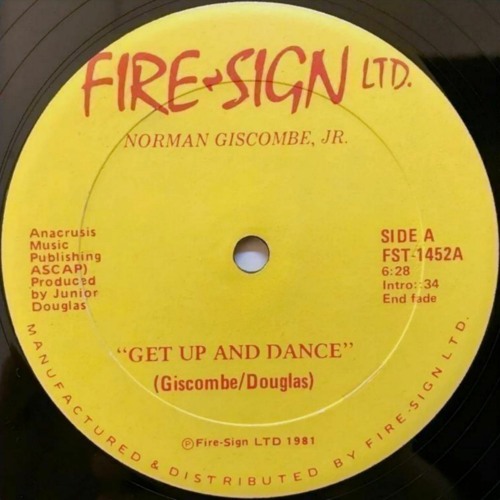 FIRE-SIGN LTD.
NORMAN GISCOMBE, JR.
Anacrusis
Music
Publishing
ASCAP)
Produced
by Junior
Douglas
SIDE A
FST-1452A
6:28
Intro::34
End fade
"GET UP AND DANCE"
(Giscombe/Douglas)
Ⓟ Fire-Sign LTD 1981
MANUFACTURED & DISTRIBUTED BY FIRE-SIGN LTD.